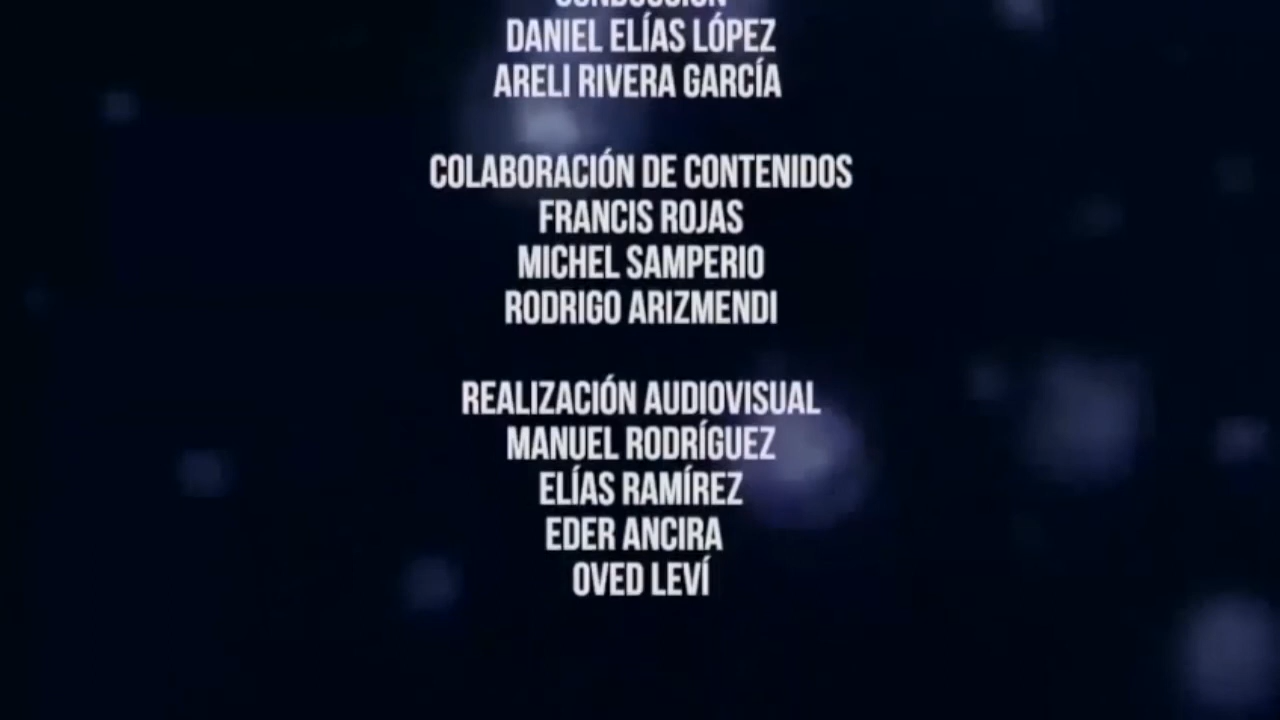 CONDUCCIÓN
DANIEL ELÍAS LÓPEZ
ARELI RIVERA GARCÍA
COLABORACIÓN DE CONTENIDOS
FRANCIS ROJAS
MICHEL SAMPERIO
RODRIGO ARIZMENDI
REALIZACIÓN AUDIOVISUAL
MANUEL RODRÍGUEZ
ELÍAS RAMÍREZ
EDER ANCIRA
OVED LEVÍ